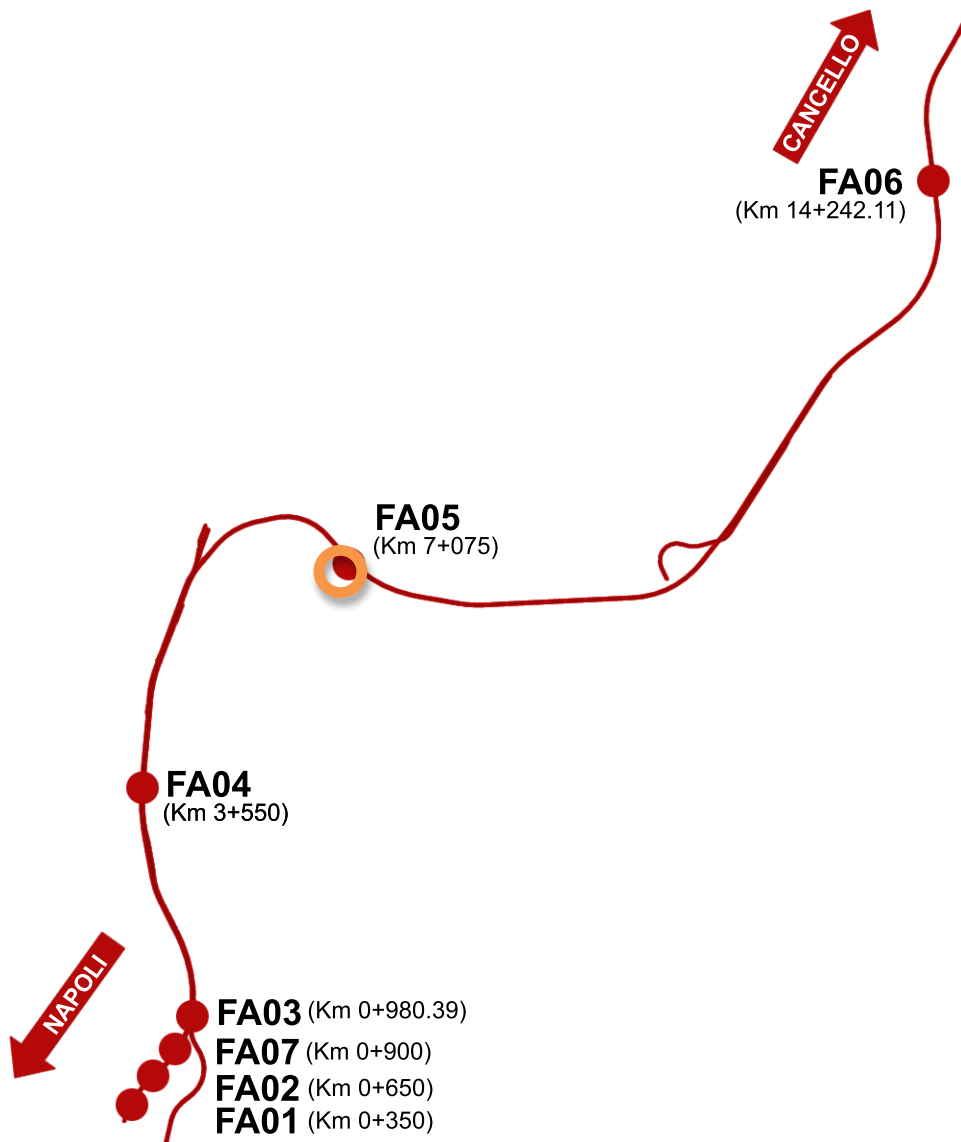 CANCELLO
FA06
(Km 14+242.11)
FA05
(Km 7+075)
FA04
(Km 3+550)
NAPOLI
FA03 (Km 0+980.39)
FA07 (Km 0+900)
FA02 (Km 0+650)
FA01 (Km 0+350)